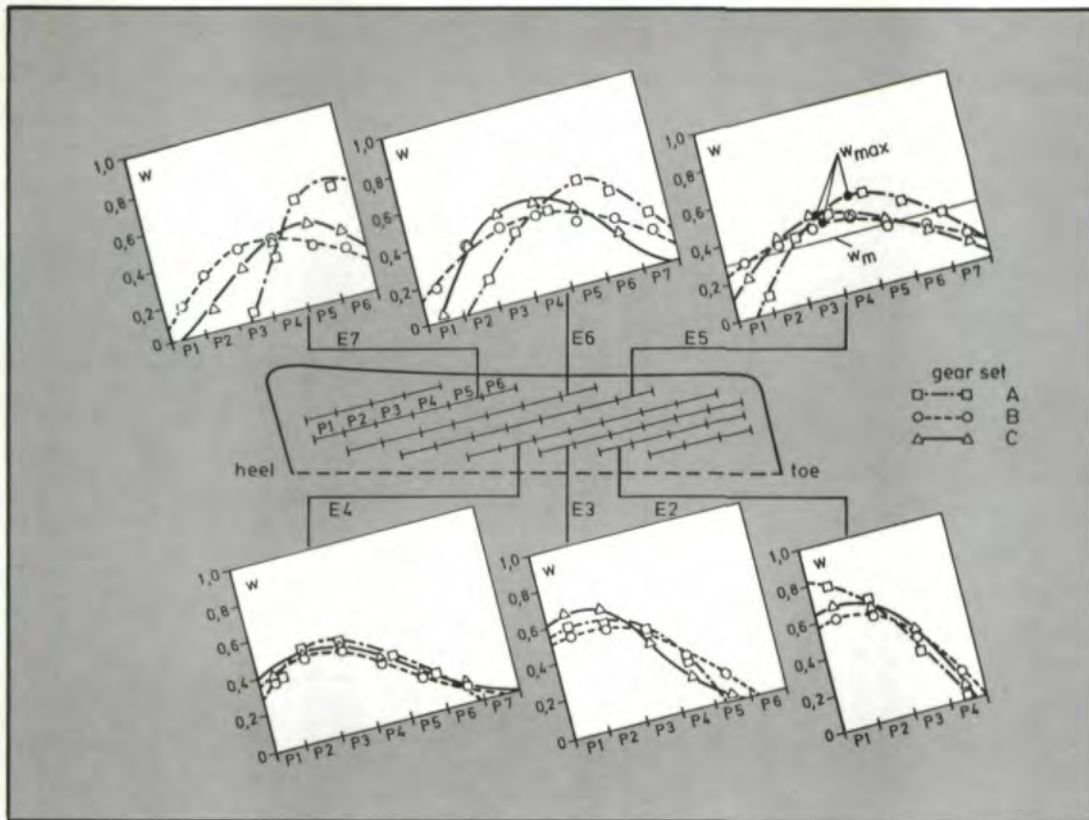 1,0
w
0,8
0,6
0,4
0,2
0
P1 P2 P3 P4 P5 P6
E7
1,0
w
0,8
0,6
0,4
0,2
0
P1 P2 P3 P4 P5 P6 P7
E6
1,0
w
0,8
0,6
0,4
0,2
0
wmax
wm
P1 P2 P3 P4 P5 P6 P7
E5
gear set
A
B
C
P1 P2 P3 P4 P5 P6
heel
toe
E4
E3
E2
1,0
w
0,8
0,6
0,4
0,2
0
P1 P2 P3 P4 P5 P6 P7
1,0
w
0,8
0,6
0,4
0,2
0
P1 P2 P3 P4 P5 P6
1,0
w
0,8
0,6
0,4
0,2
0
P1 P2 P3 P4